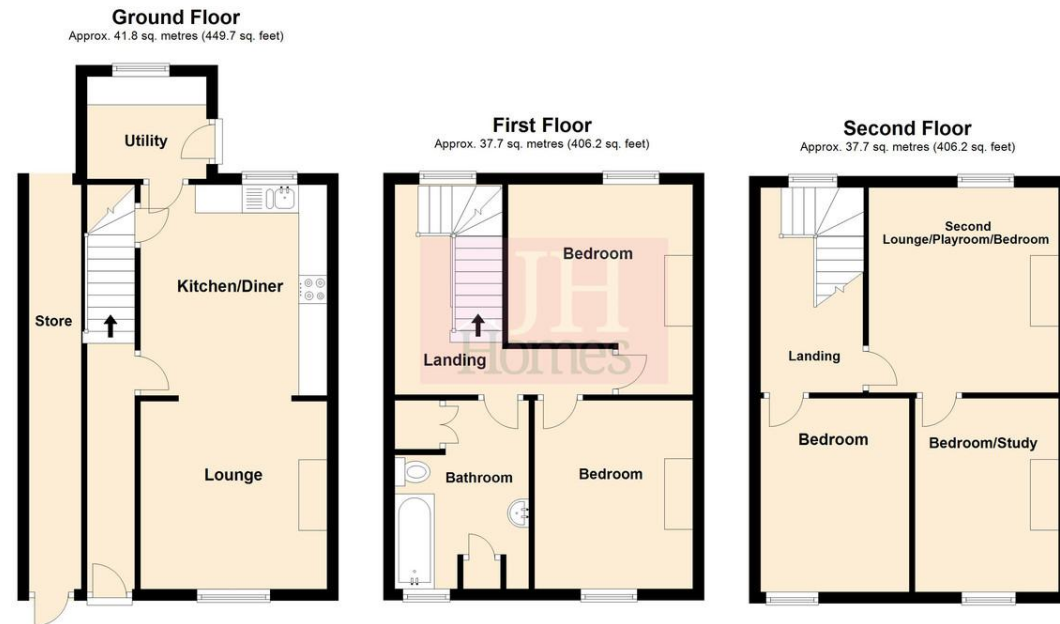 Ground Floor
Approx. 41.8 sq. metres (449.7 sq. feet)
Utility
Kitchen/Diner
Store
Lounge
First Floor
Approx. 37.7 sq. metres (406.2 sq. feet)
Bedroom
JH
Homes
Landing
Bathroom
Bedroom
Second Floor
Approx. 37.7 sq. metres (406.2 sq. feet)
Second
Lounge/Playroom/Bedroom
Landing
Bedroom
Bedroom/Study